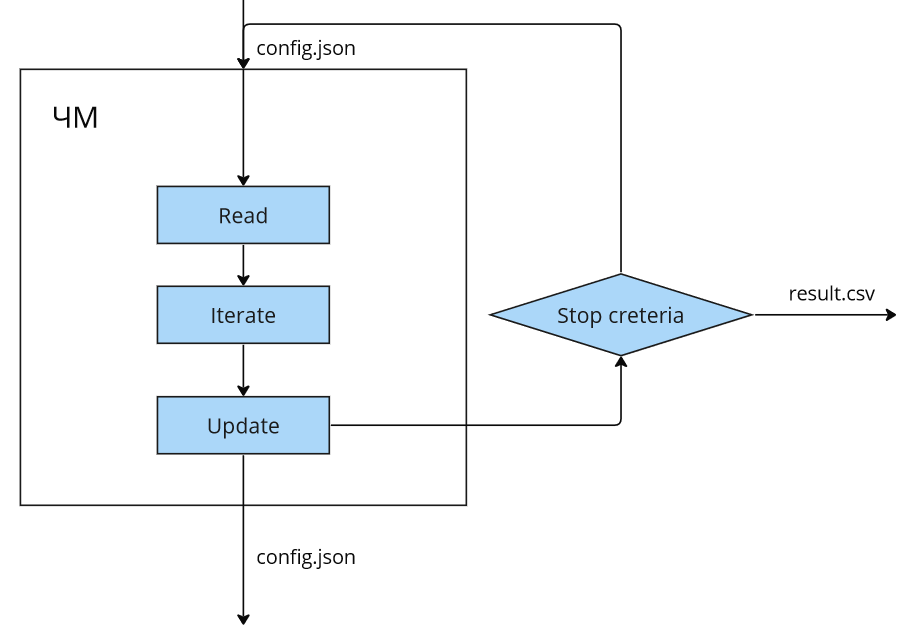 config.json
ЧМ
Read
Iterate
Update
Stop creteria
result.csv
config.json